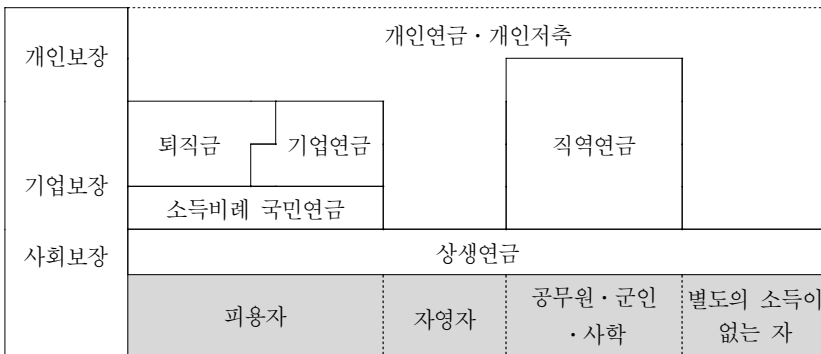 개인보장
개인연금・개인저축
퇴직금
기업연금
직역연금
기업보장
소득비례 국민연금
사회보장
상생연금
피용자
자영자
공무원・군인
・사학
별도의 소득이
없는 자